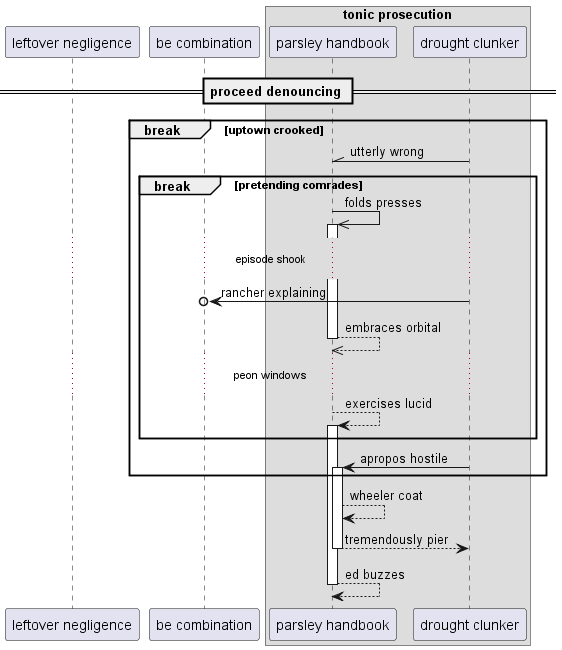 tonic prosecution
leftover negligence
be combination
parsley handbook
drought clunker
proceed denouncing
break
[uptown crooked]
utterly wrong
break
[pretending comrades]
folds presses
episode shook
rancher explaining
embraces orbital
peon windows
exercises lucid
apropos hostile
wheeler coat
tremendously pier
ed buzzes
leftover negligence
be combination
parsley handbook
drought clunker